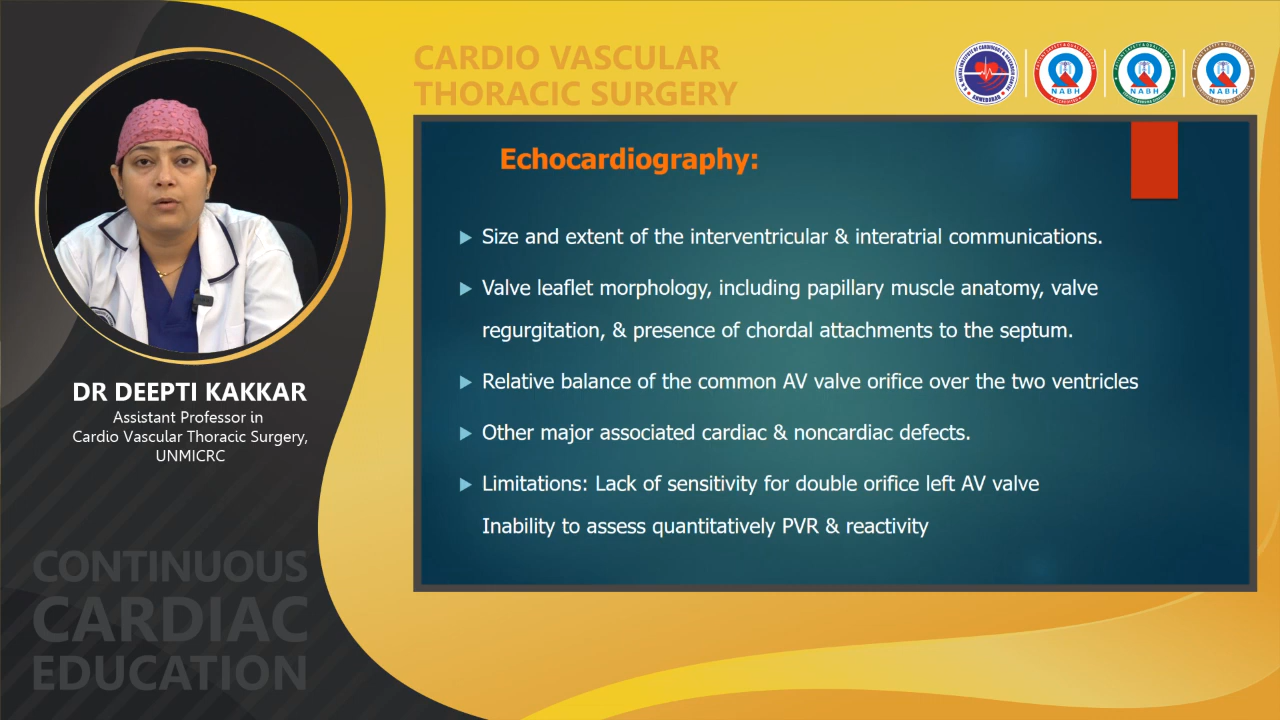 CARDIO VASCULAR
THORACIC SURGERY
NABH
NABH
NABH
AHMEDABAD
Echocardiography:
Size and extent of the interventricular & interatrial communications.
Valve leaflet morphology, including papillary muscle anatomy, valve
regurgitation, & presence of chordal attachments to the septum.
Relative balance of the common AV valve orifice over the two ventricles
Other major associated cardiac & noncardiac defects.
Limitations: Lack of sensitivity for double orifice left AV valve
Inability to assess quantitatively PVR & reactivity
DR DEEPTI KAKKAR
Assistant Professor in
Cardio Vascular Thoracic Surgery,
UNMICRC
CONTINUOUS
CARDIAC
EDUCATION